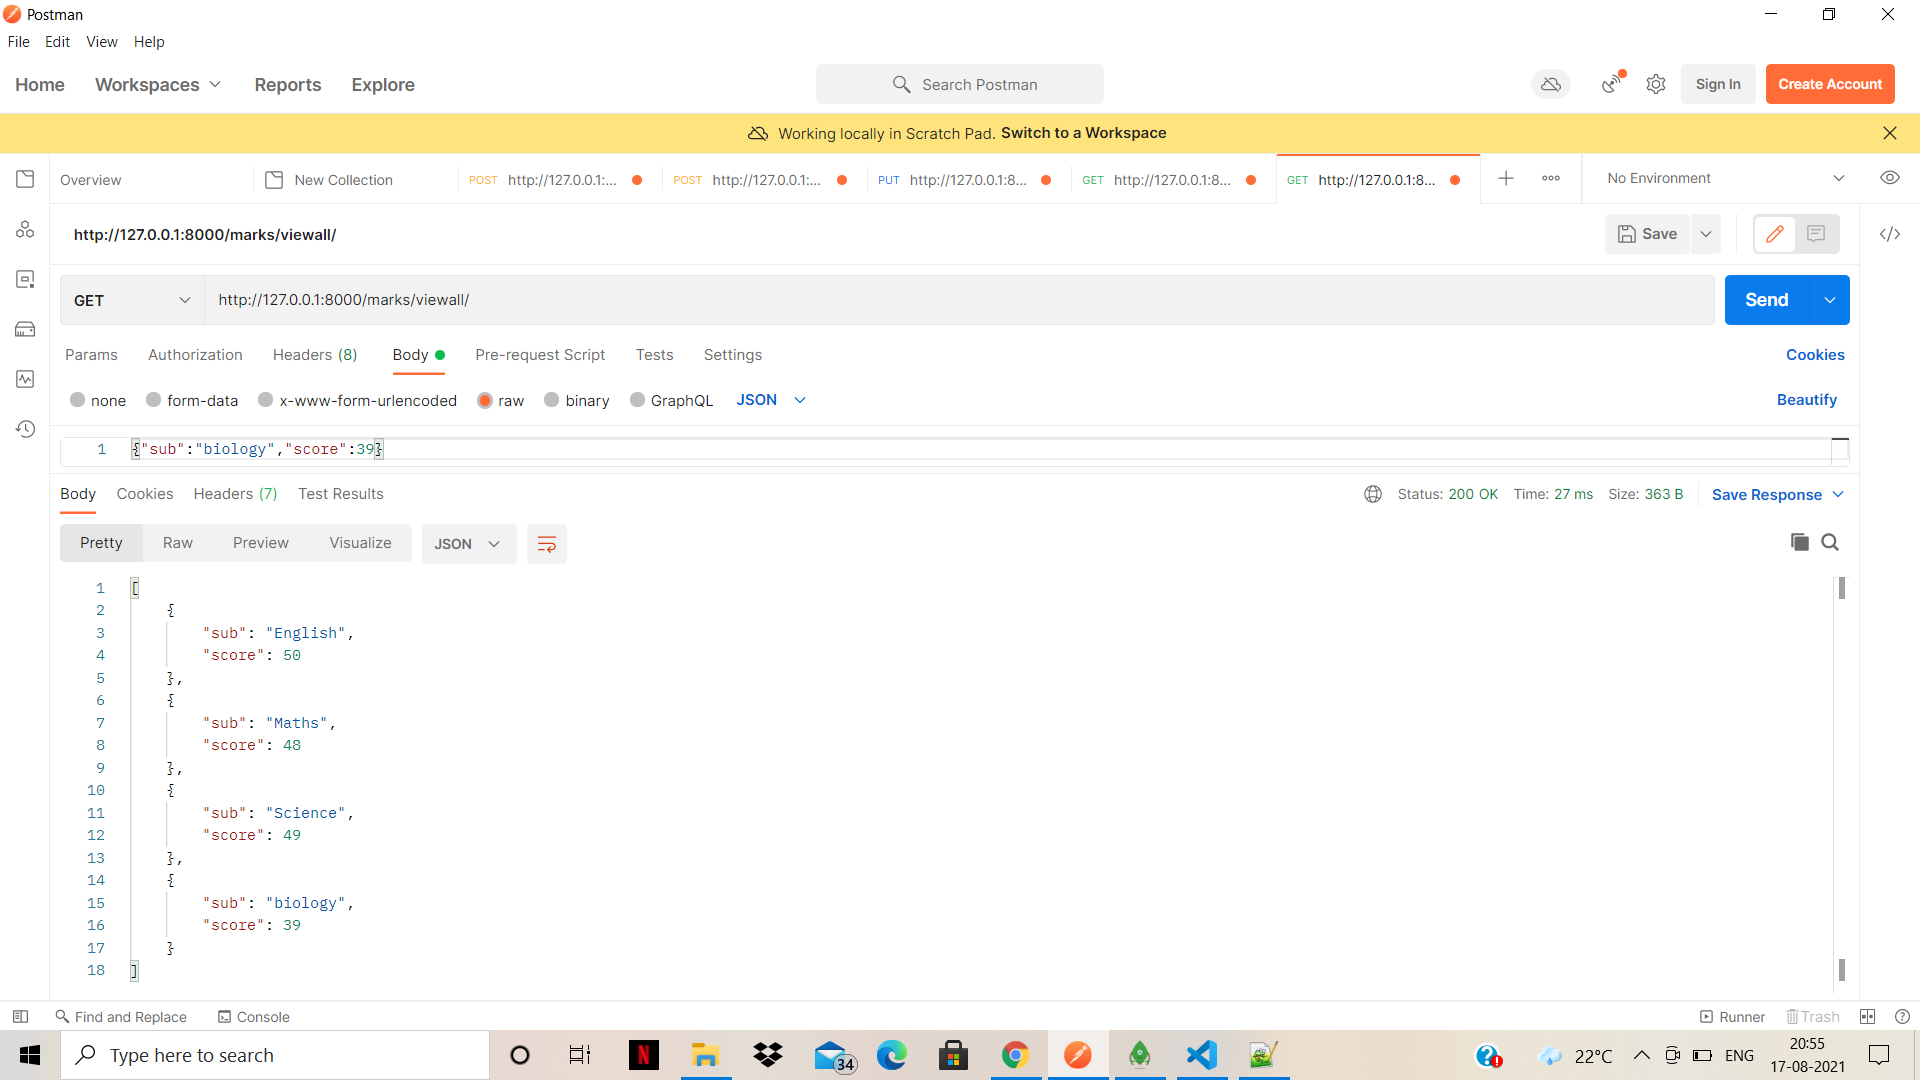 Postman
File Edit View Help
Home Workspaces Reports Explore Search Postman Sign In Create Account
Working locally in Scratch Pad. Switch to a Workspace
Overview New Collection POST http://127.0.0.1:... POST http://127.0.0.1:... PUT http://127.0.0.1:8... GET http://127.0.0.1:8... GET http://127.0.0.1:8... No Environment
http://127.0.0.1:8000/marks/viewall/ Save
GET http://127.0.0.1:8000/marks/viewall/ Send
Params Authorization Headers (8) Body Pre-request Script Tests Settings Cookies
none form-data x-www-form-urlencoded raw binary GraphQL JSON Beautify
1 {"sub":"biology","score":39}
Body Cookies Headers (7) Test Results Status: 200 OK Time: 27 ms Size: 363 B Save Response
Pretty Raw Preview Visualize JSON
1 [
2 {
3 "sub": "English",
4 "score": 50
5 },
6 {
7 "sub": "Maths",
8 "score": 48
9 },
10 {
11 "sub": "Science",
12 "score": 49
13 },
14 {
15 "sub": "biology",
16 "score": 39
17 }
18 ]
Find and Replace Console Runner Trash
Type here to search 34 22°C ENG 20:55
17-08-2021